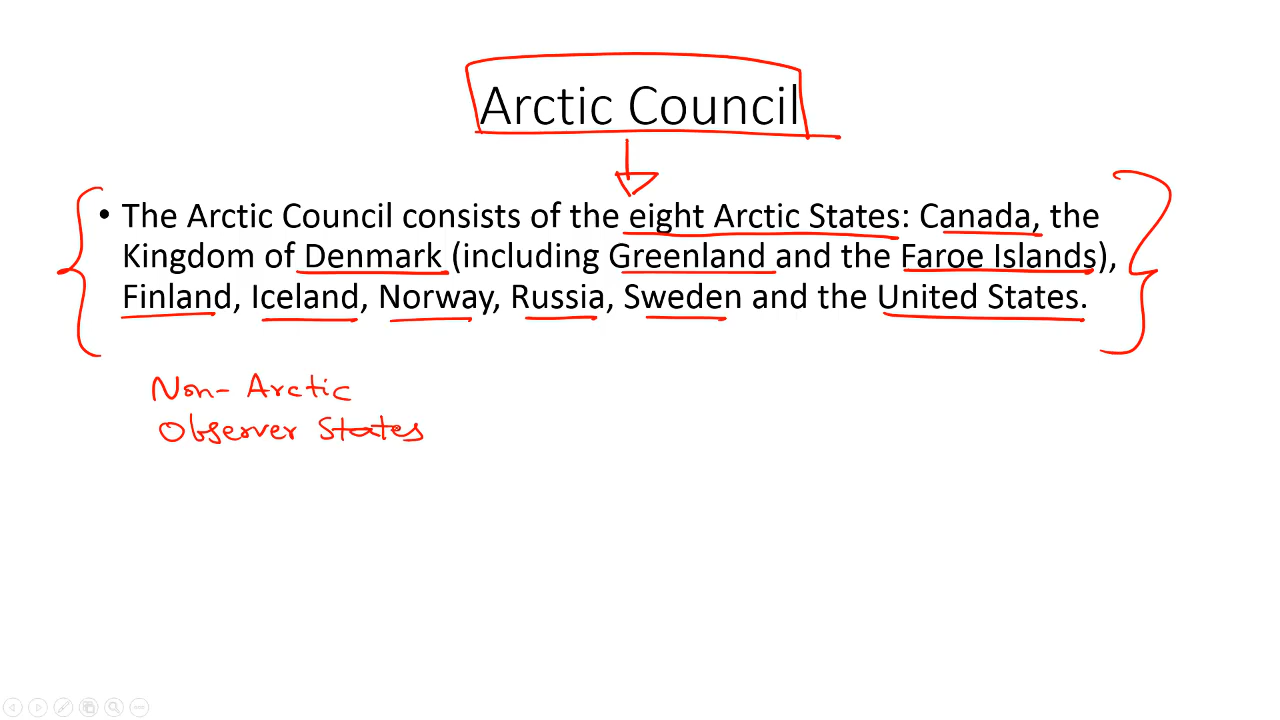 Arctic Council
• The Arctic Council consists of the eight Arctic States: Canada, the
Kingdom of Denmark (including Greenland and the Faroe Islands),
Finland, Iceland, Norway, Russia, Sweden and the United States.
Non- Arctic
Observer States